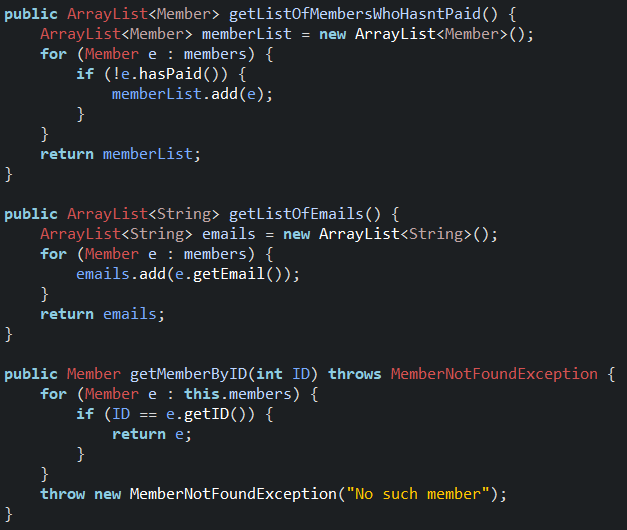 public ArrayList<Member> getListOfMembersWhoHasntPaid() {
    ArrayList<Member> memberList = new ArrayList<Member>();
    for (Member e : members) {
        if (!e.hasPaid()) {
            memberList.add(e);
        }
    }
    return memberList;
}

public ArrayList<String> getListOfEmails() {
    ArrayList<String> emails = new ArrayList<String>();
    for (Member e : members) {
        emails.add(e.getEmail());
    }
    return emails;
}

public Member getMemberByID(int ID) throws MemberNotFoundException {
    for (Member e : this.members) {
        if (ID == e.getID()) {
            return e;
        }
    }
    throw new MemberNotFoundException("No such member");
}